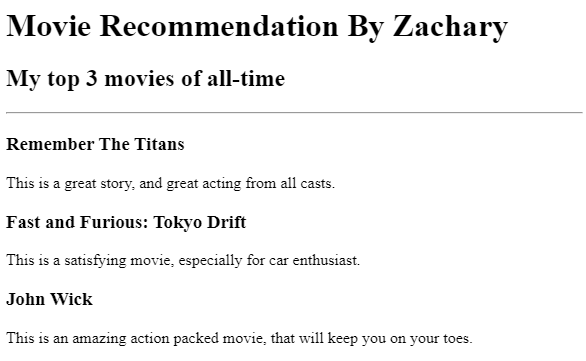 Movie Recommendation By Zachary
My top 3 movies of all-time
Remember The Titans
This is a great story, and great acting from all casts.
Fast and Furious: Tokyo Drift
This is a satisfying movie, especially for car enthusiast.
John Wick
This is an amazing action packed movie, that will keep you on your toes.